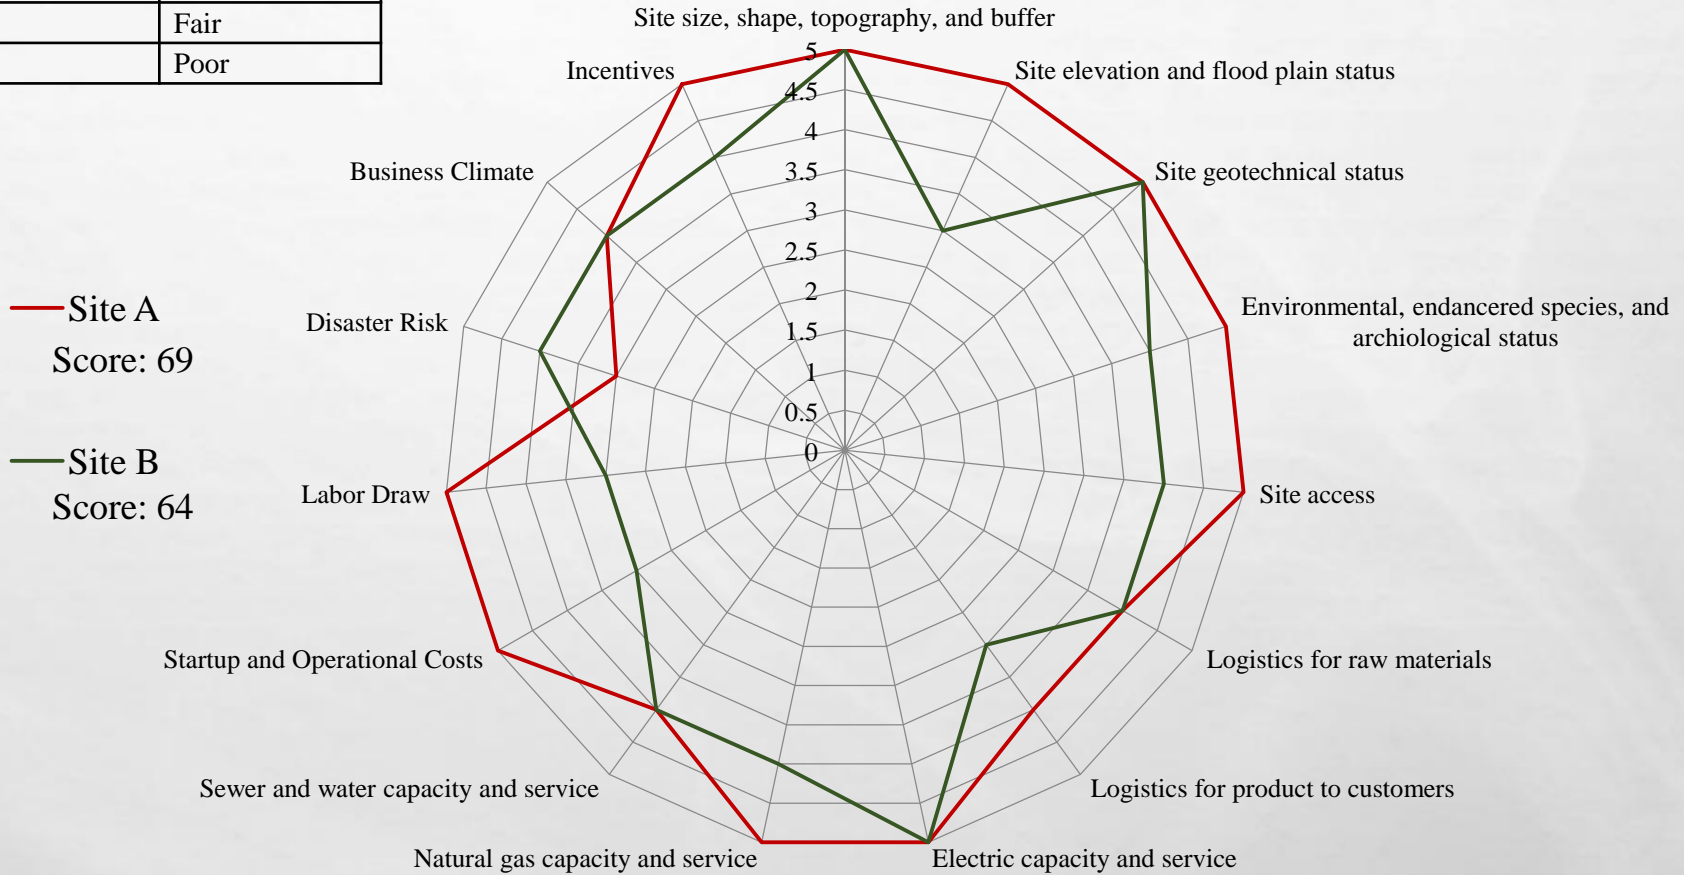 Fair
Poor
Site size, shape, topography, and buffer
Site elevation and flood plain status
Site geotechnical status
Environmental, endancered species, and
archiological status
Site access
Logistics for raw materials
Logistics for product to customers
Electric capacity and service
Natural gas capacity and service
Sewer and water capacity and service
Startup and Operational Costs
Labor Draw
Disaster Risk
Business Climate
Incentives
5
4.5
4
3.5
3
2.5
2
1.5
1
0.5
0
Site A
Score: 69
Site B
Score: 64